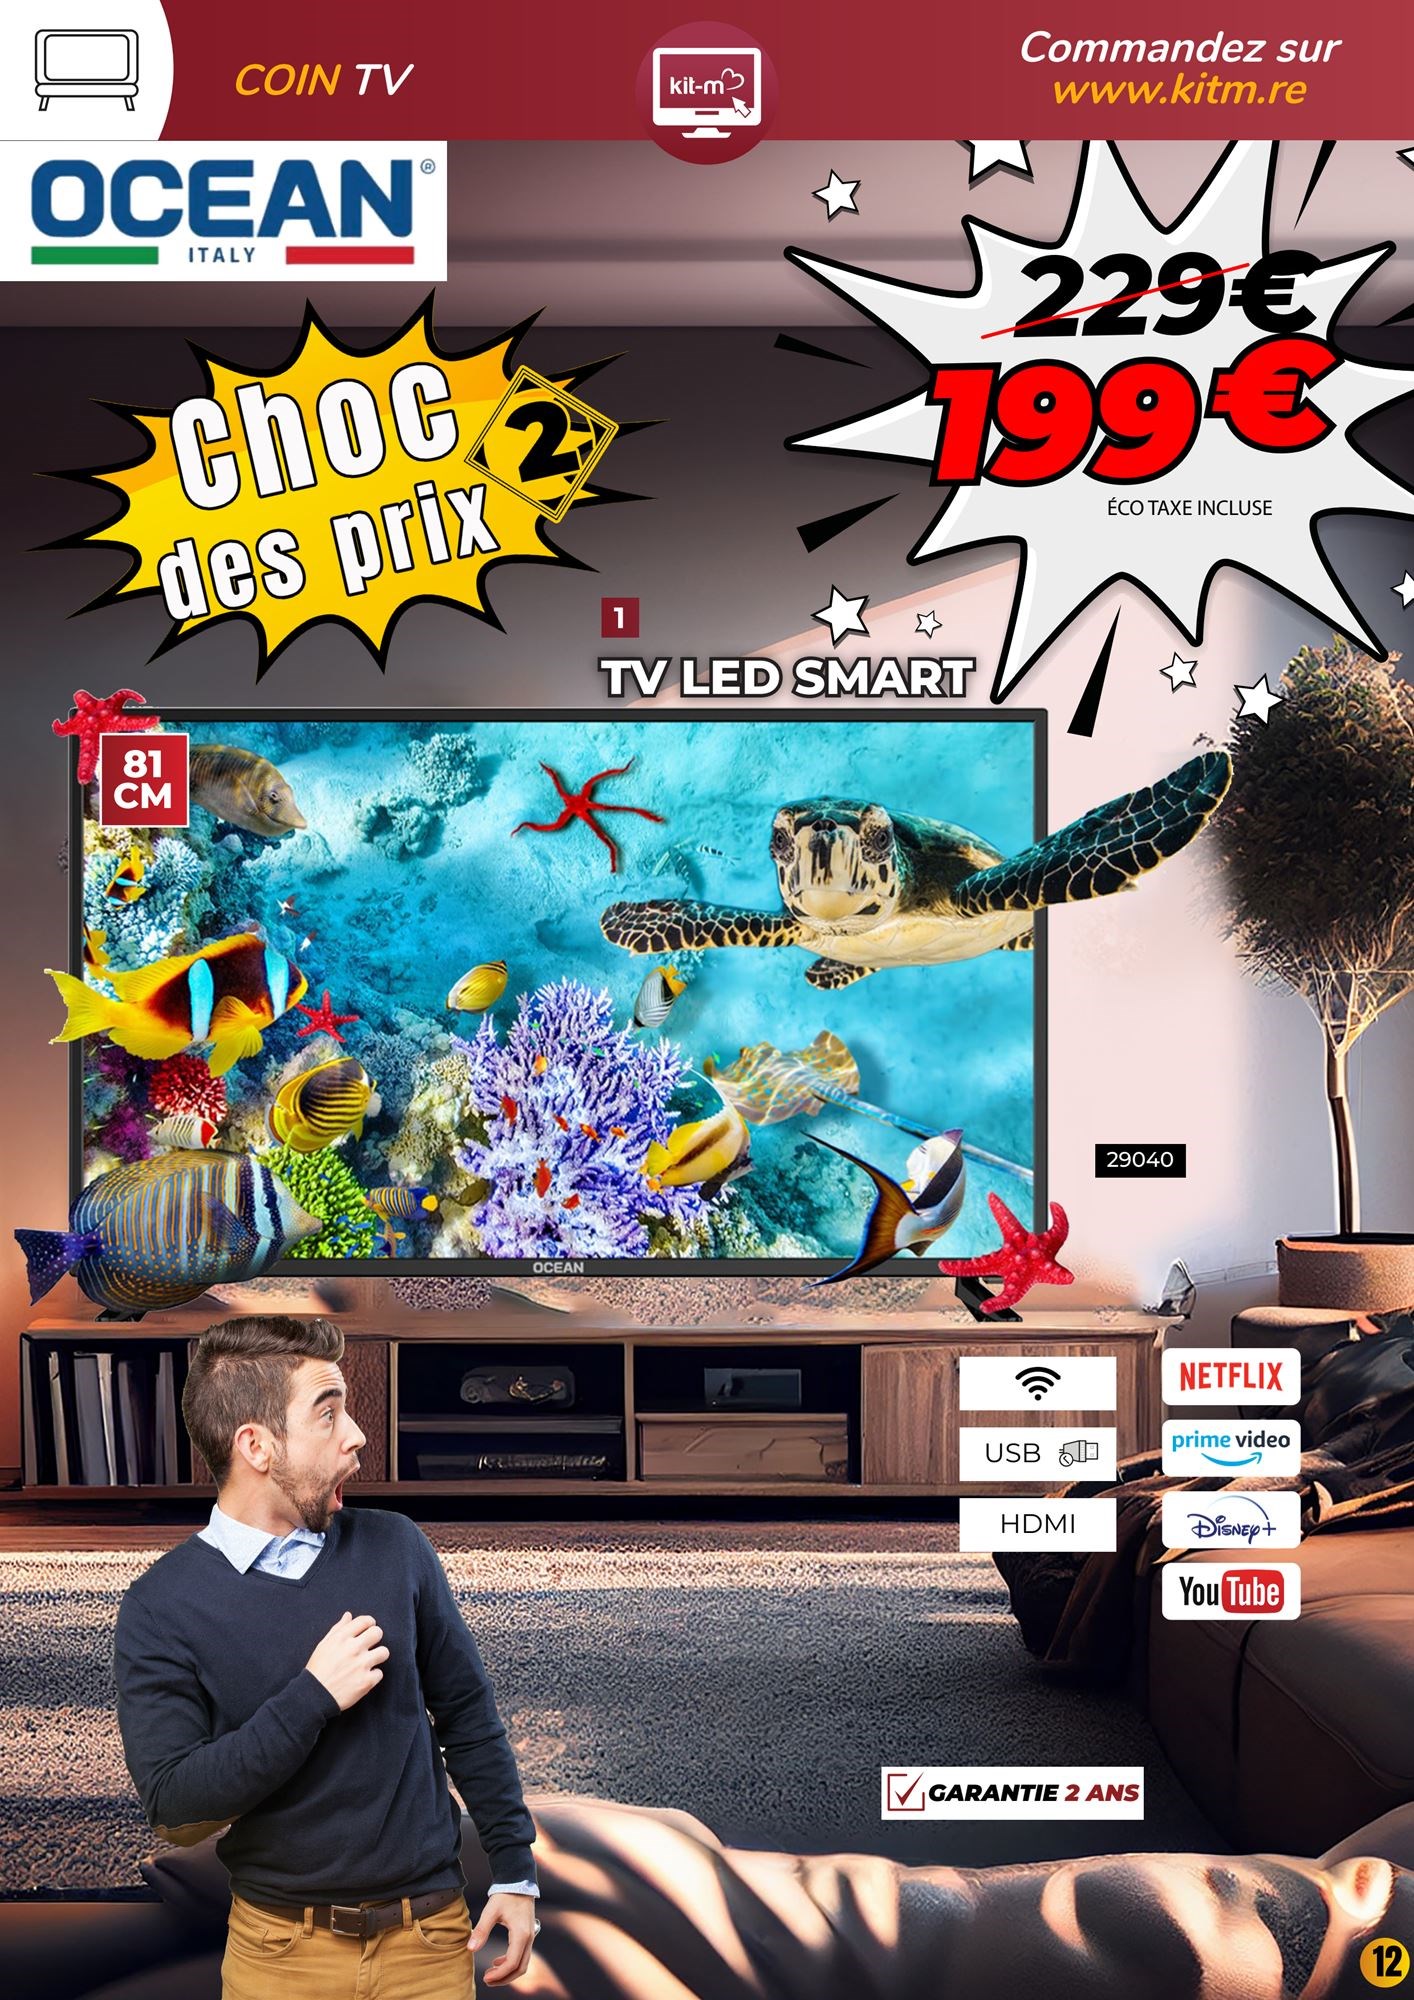 COIN TV
kit-m
Commandez sur
www.kitm.re
OCEAN®
ITALY
229€
199€
ÉCO TAXE INCLUSE
Choc
des prix 2
1
TV LED SMART
81
CM
OCEAN
29040
NETFLIX
USB
prime video
HDMI
Disney+
YouTube
GARANTIE 2 ANS
12